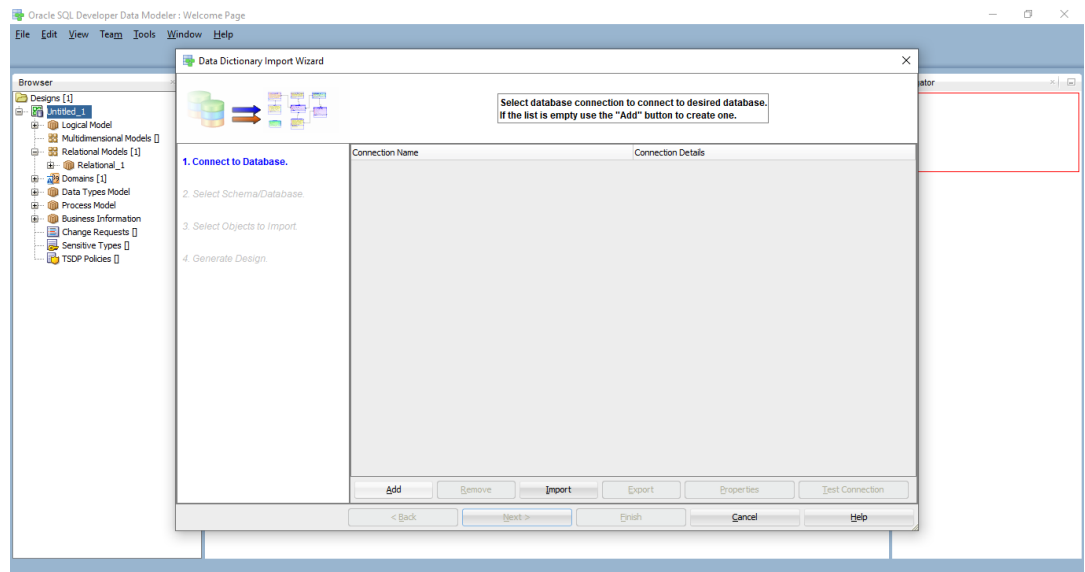 Oracle SQL Developer Data Modeler : Welcome Page
File Edit View Team Tools Window Help
Data Dictionary Import Wizard
Browser
Designs [1]
Untitled_1
Logical Model
Multidimensional Models []
Relational Models [1]
Relational_1
Domains [1]
Data Types Model
Process Model
Business Information
Change Requests []
Sensitive Types []
TSDP Policies []
Select database connection to connect to desired database.
If the list is empty use the "Add" button to create one.
1. Connect to Database.
2. Select Schema/Database.
3. Select Objects to Import.
4. Generate Design.
Connection Name Connection Details
Add Remove Import Export Properties Test Connection
< Back Next > Finish Cancel Help
ator